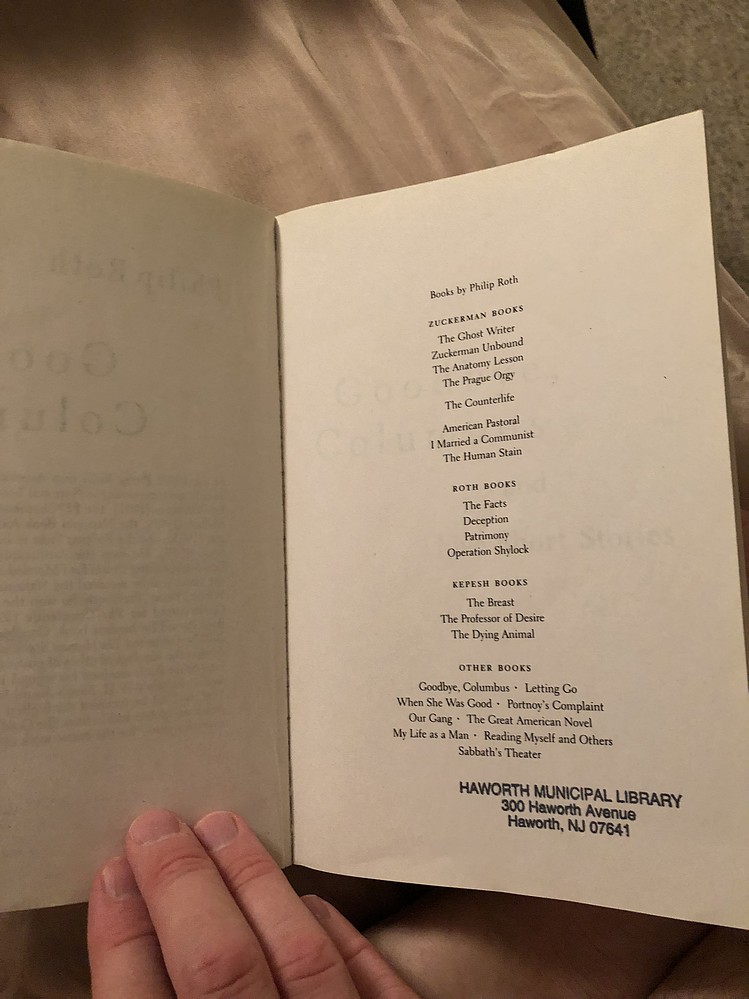 Books by Philip Roth
ZUCKERMAN BOOKS
The Ghost Writer
Zuckerman Unbound
The Anatomy Lesson
The Prague Orgy
The Counterlife
American Pastoral
I Married a Communist
The Human Stain
ROTH BOOKS
The Facts
Deception
Patrimony
Operation Shylock
KEPESH BOOKS
The Breast
The Professor of Desire
The Dying Animal
OTHER BOOKS
Goodbye, Columbus · Letting Go
When She Was Good · Portnoy's Complaint
Our Gang · The Great American Novel
My Life as a Man · Reading Myself and Others
Sabbath's Theater
HAWORTH MUNICIPAL LIBRARY
300 Haworth Avenue
Haworth, NJ 07641